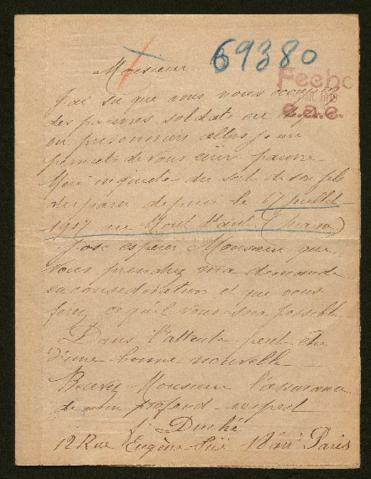 69380
Monsieur
Fecha
e.a.e.
J'ai su que vous vous occupiez
des pauvres soldats
ou prisonniers alors je me
permets de vous écrire pauvre
Mère inquiète du sort de son fils
disparu depuis le 17 Juillet
1917 au Mont Haut (Marne)
J'ose espérer Monsieur que
vous prendrez ma demande
en considération et que vous
ferez ce qu'il vous sera possible
Dans l'attente peut-être
d'une bonne nouvelle
Recevez Monsieur l'assurance
de mon profond respect
Duché
12 Rue Eugène Sue Paris